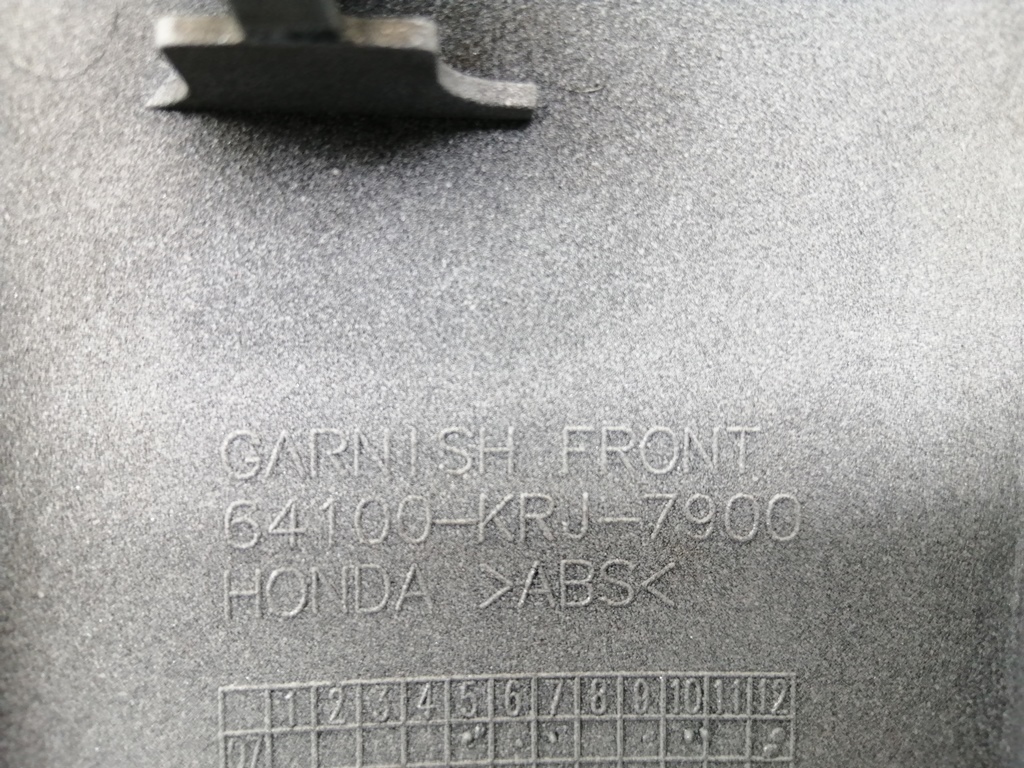 GARNISH FRONT
64100-KRJ-7900
HONDA >ABS<
1 2 3 4 5 6 7 8 9 10 11 12
07